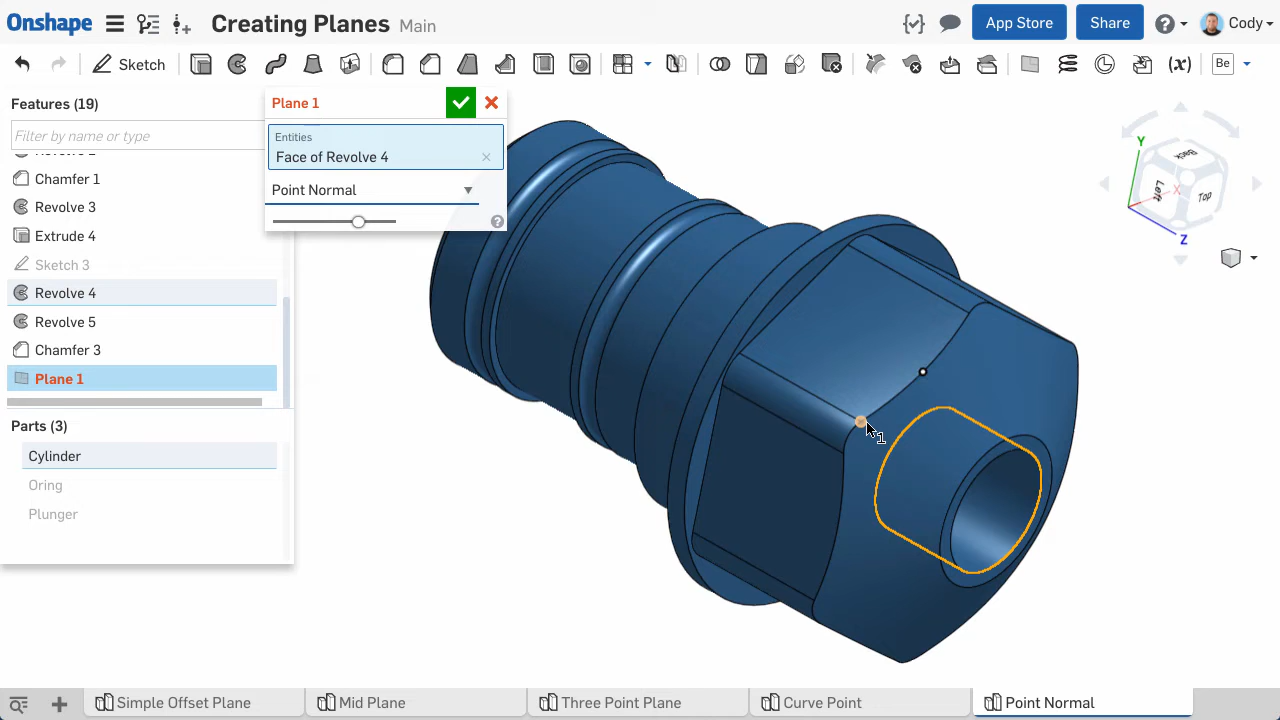 Onshape
Creating Planes Main
App Store
Share
Cody
Sketch
(x)
Be
Features (19)
Filter by name or type
Chamfer 1
Revolve 3
Extrude 4
Sketch 3
Revolve 4
Revolve 5
Chamfer 3
Plane 1
Parts (3)
Cylinder
Oring
Plunger
Plane 1
Entities
Face of Revolve 4
Point Normal
1
Y
Back
Left
X
Top
Z
Simple Offset Plane
Mid Plane
Three Point Plane
Curve Point
Point Normal